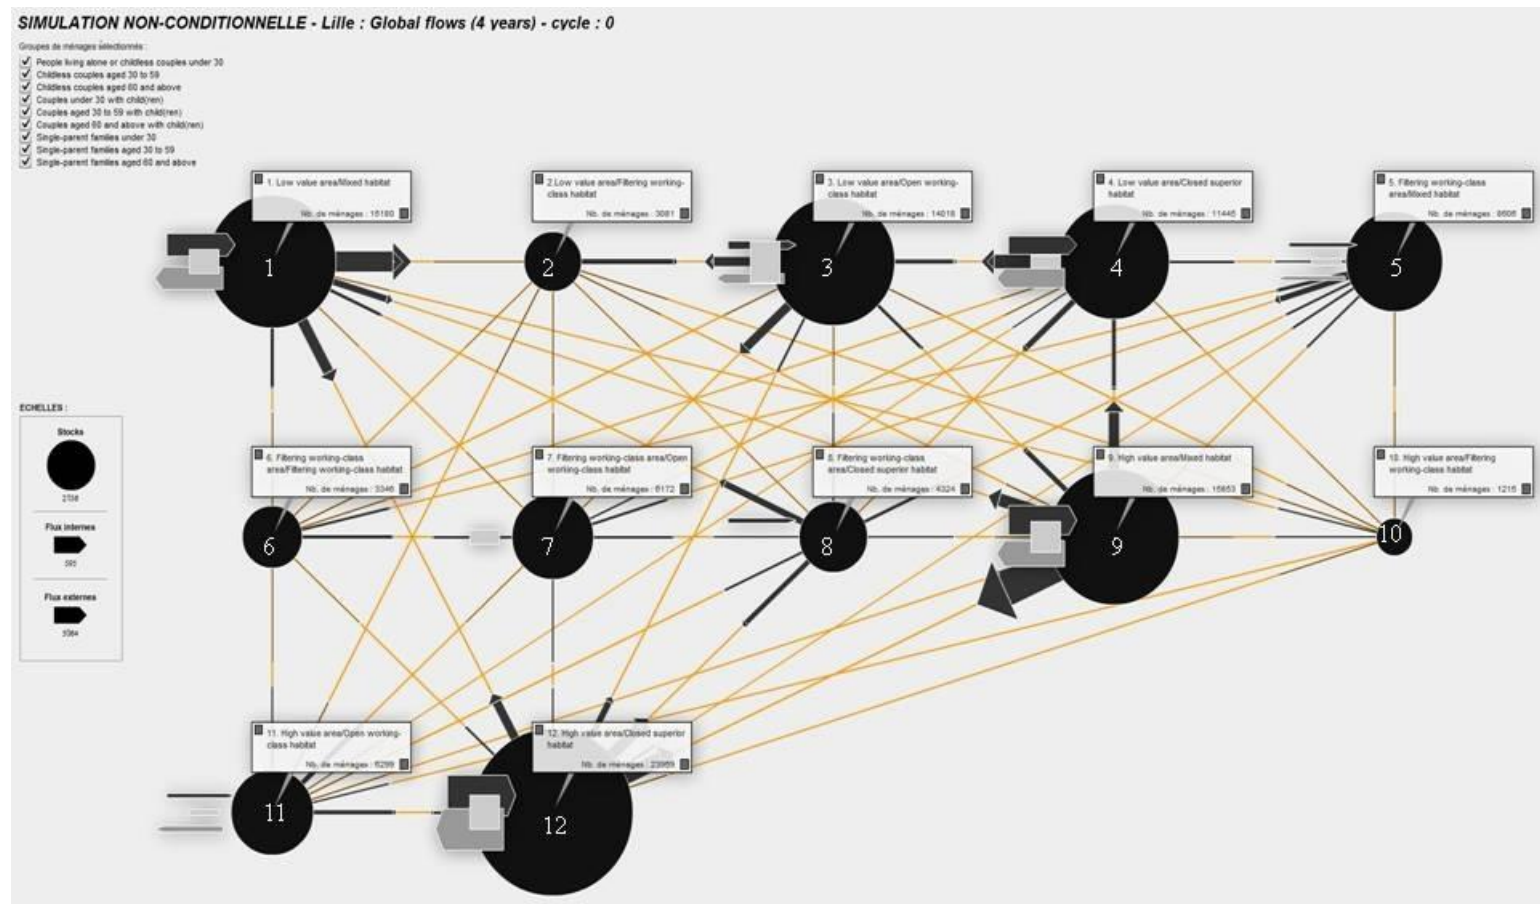 SIMULATION NON-CONDITIONNELLE - Lille : Global flows (4 years) - cycle : 0
Groupes de ménages sélectionnés :
People living alone or childless couples under 30
Childless couples aged 30 to 59
Childless couples aged 60 and above
Couples under 30 with child(ren)
Couples aged 30 to 59 with child(ren)
Couples aged 60 and above with child(ren)
Single-parent families under 30
Single-parent families aged 30 to 59
Single-parent families aged 60 and above
1. Low value area/Mixed habitat
Nb. de ménages :
1
2.Low value area/Filtering working-
class habitat
Nb. de ménages : 3081
2
3. Low value area/Open working-
class habitat
Nb. de ménages : 14018
3
4. Low value area/Closed superior
habitat
Nb. de ménages :
4
5. Filtering working-class
area/Mixed habitat
Nb. de ménages :
5
ECHELLES :
Stocks
Flux internes
Flux externes
6. Filtering working-class
area/Filtering working-class habitat
Nb. de ménages : 3346
6
7. Filtering working-class area/Open
working-class habitat
Nb. de ménages :
7
8. Filtering working-class
area/Closed superior habitat
Nb. de ménages : 4324
8
9. High value area/Mixed habitat
Nb. de ménages :
9
10. High value area/Filtering
working-class habitat
Nb. de ménages :
10
11. High value area/Open working-
class habitat
Nb. de ménages :
11
12. High value area/Closed superior
habitat
Nb. de ménages :
12